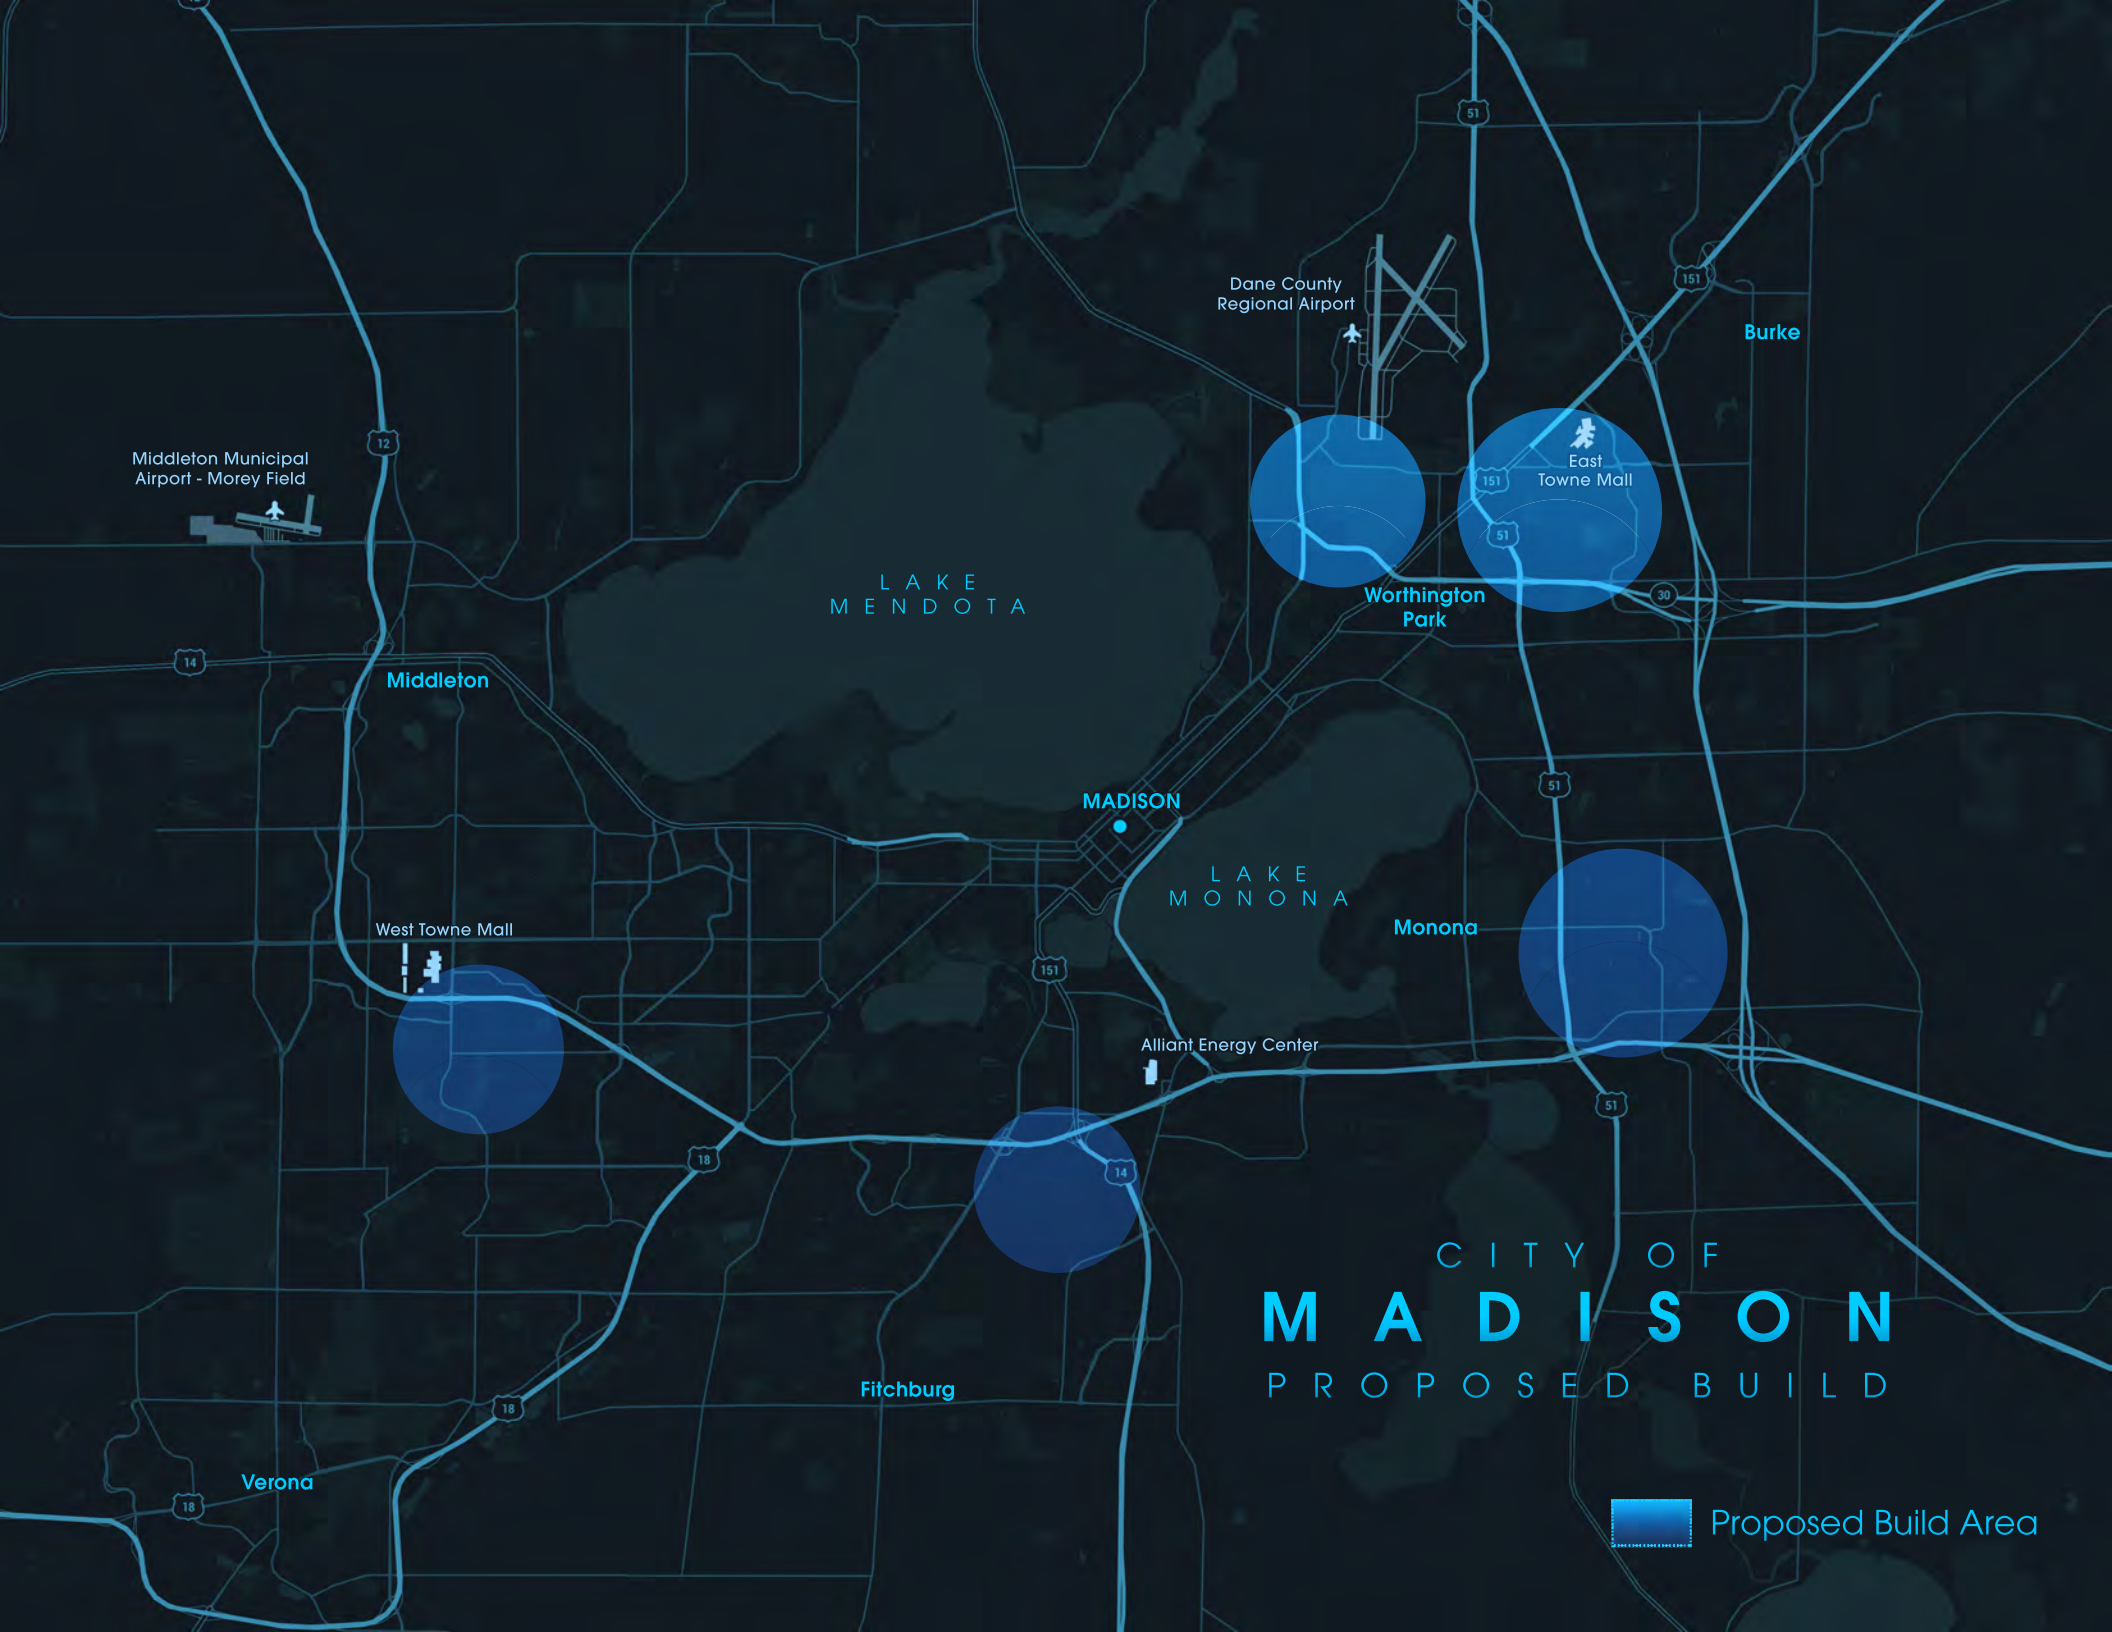 51
151
Dane County
Regional Airport
Burke
12
Middleton Municipal
Airport - Morey Field
East
Towne Mall
151
51
LAKE
MENDOTA
Worthington
Park
30
14
Middleton
51
MADISON
LAKE
MONONA
West Towne Mall
Monona
151
Alliant Energy Center
51
18
14
CITY OF
MADISON
PROPOSED BUILD
Fitchburg
18
Verona
18
Proposed Build Area